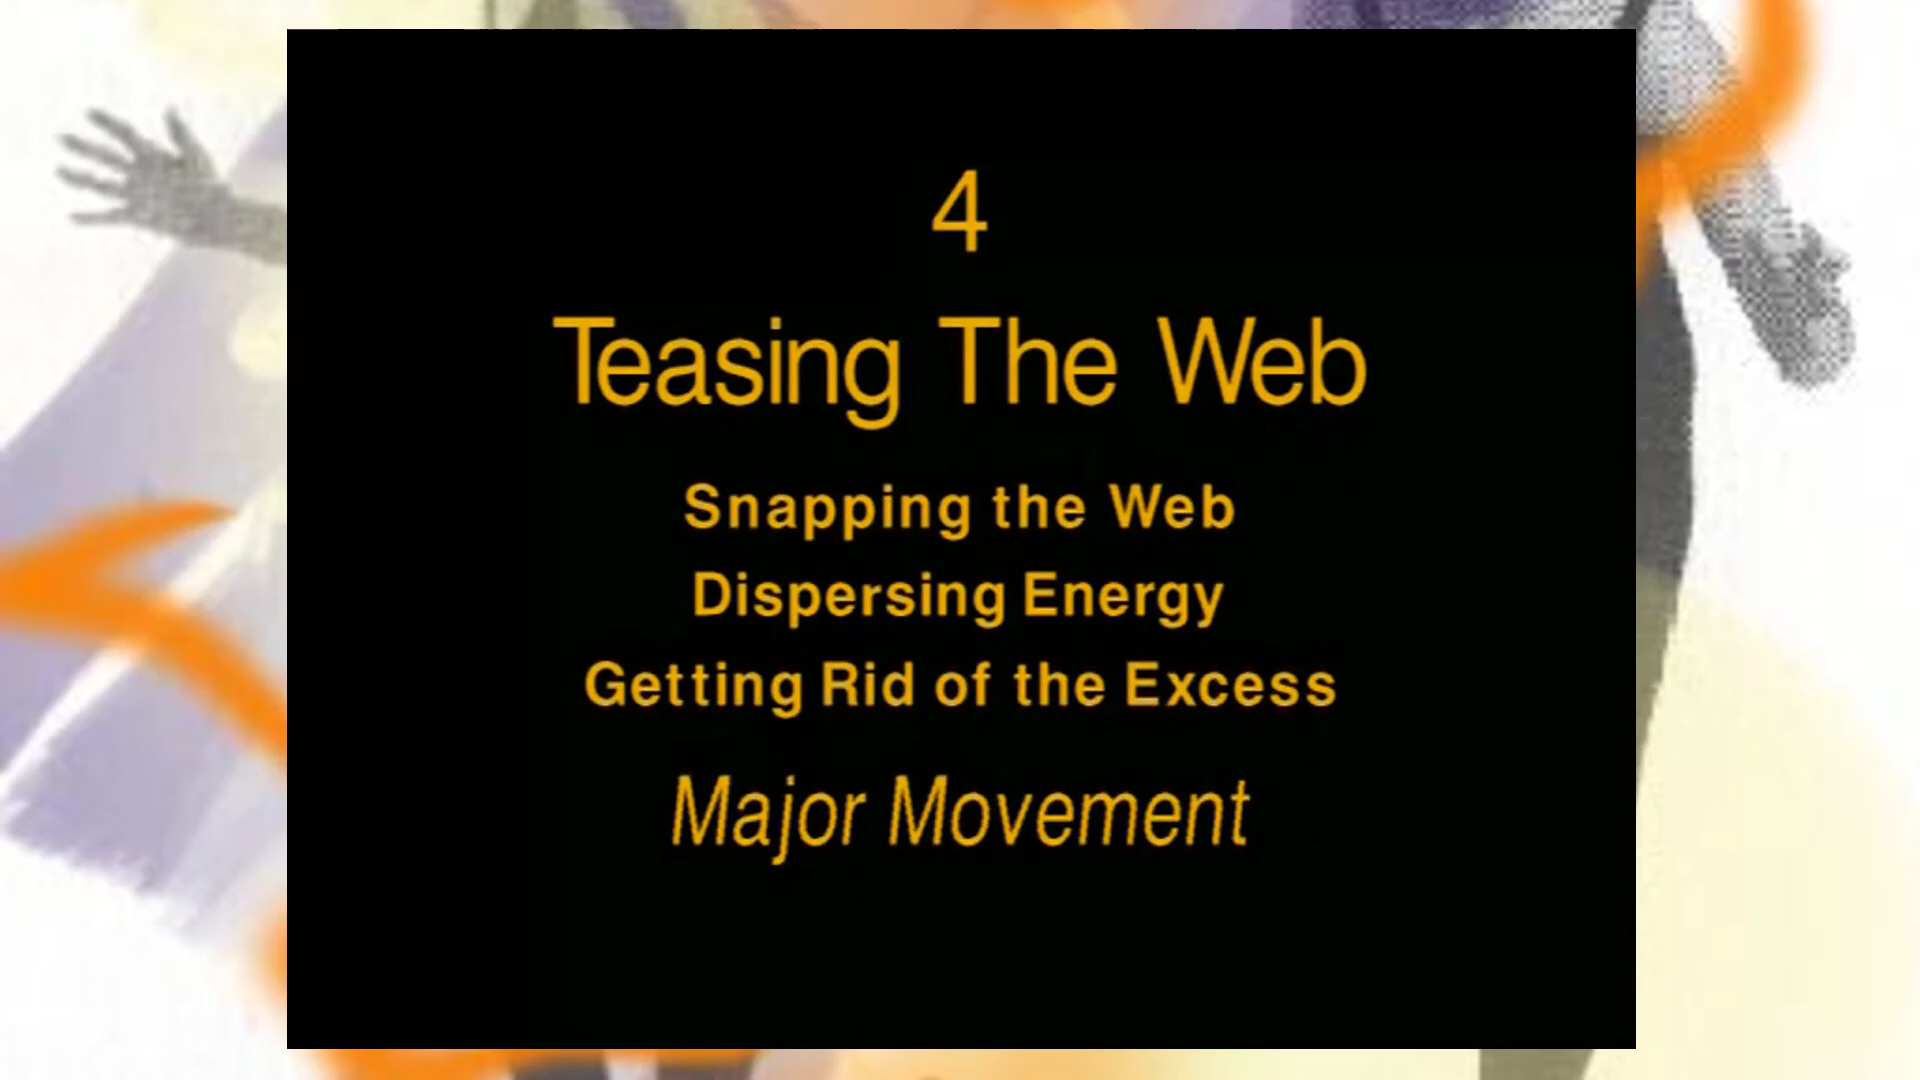 4
Teasing The Web
Snapping the Web
Dispersing Energy
Getting Rid of the Excess
Major Movement